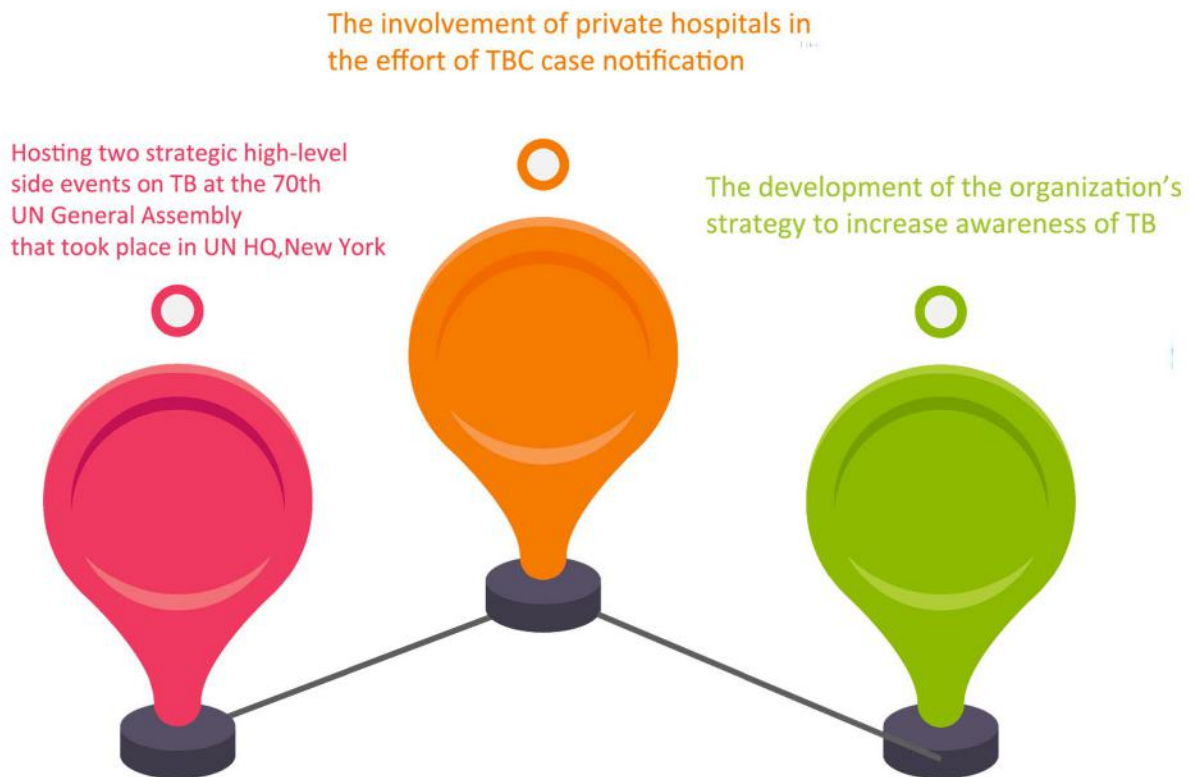 The involvement of private hospitals in
the effort of TBC case notification
Hosting two strategic high-level
side events on TB at the 70th
UN General Assembly
that took place in UN HQ,New York
The development of the organization's
strategy to increase awareness of TB